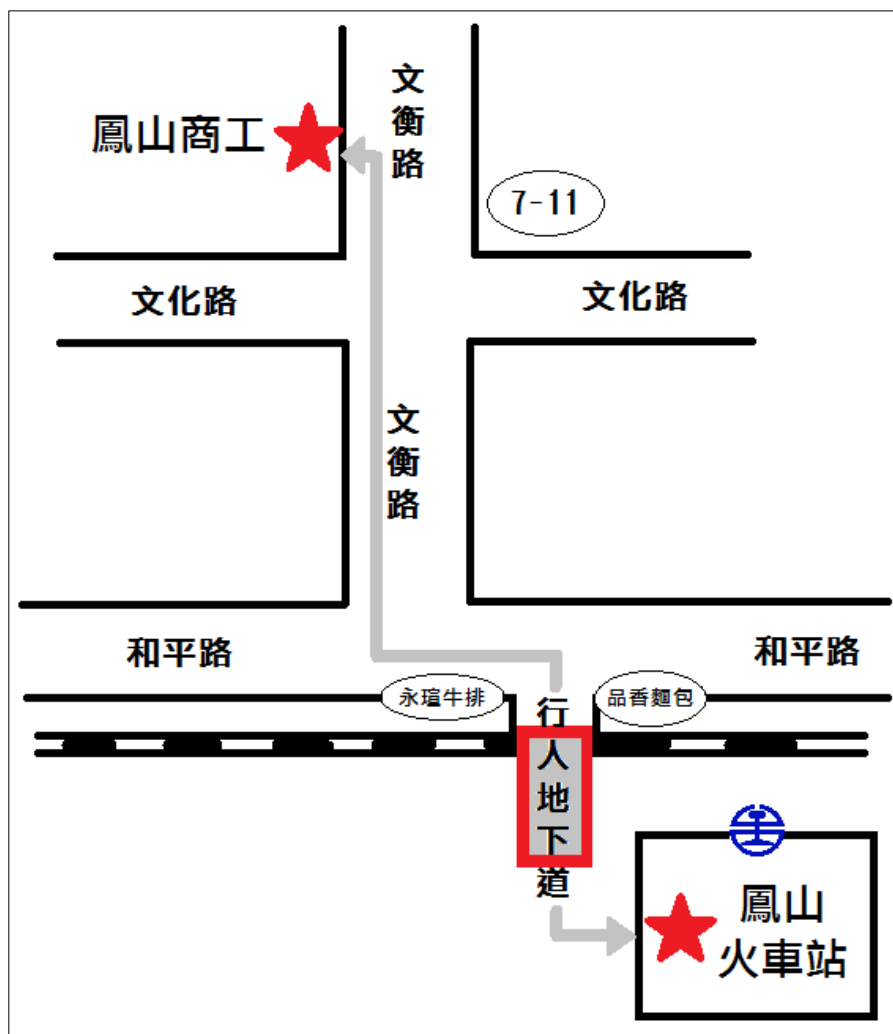 鳳山商工
文衡路
7-11
文化路
文化路
文衡路
和平路
和平路
永瑄牛排
品香麵包
行人地下道
鳳山
火車站